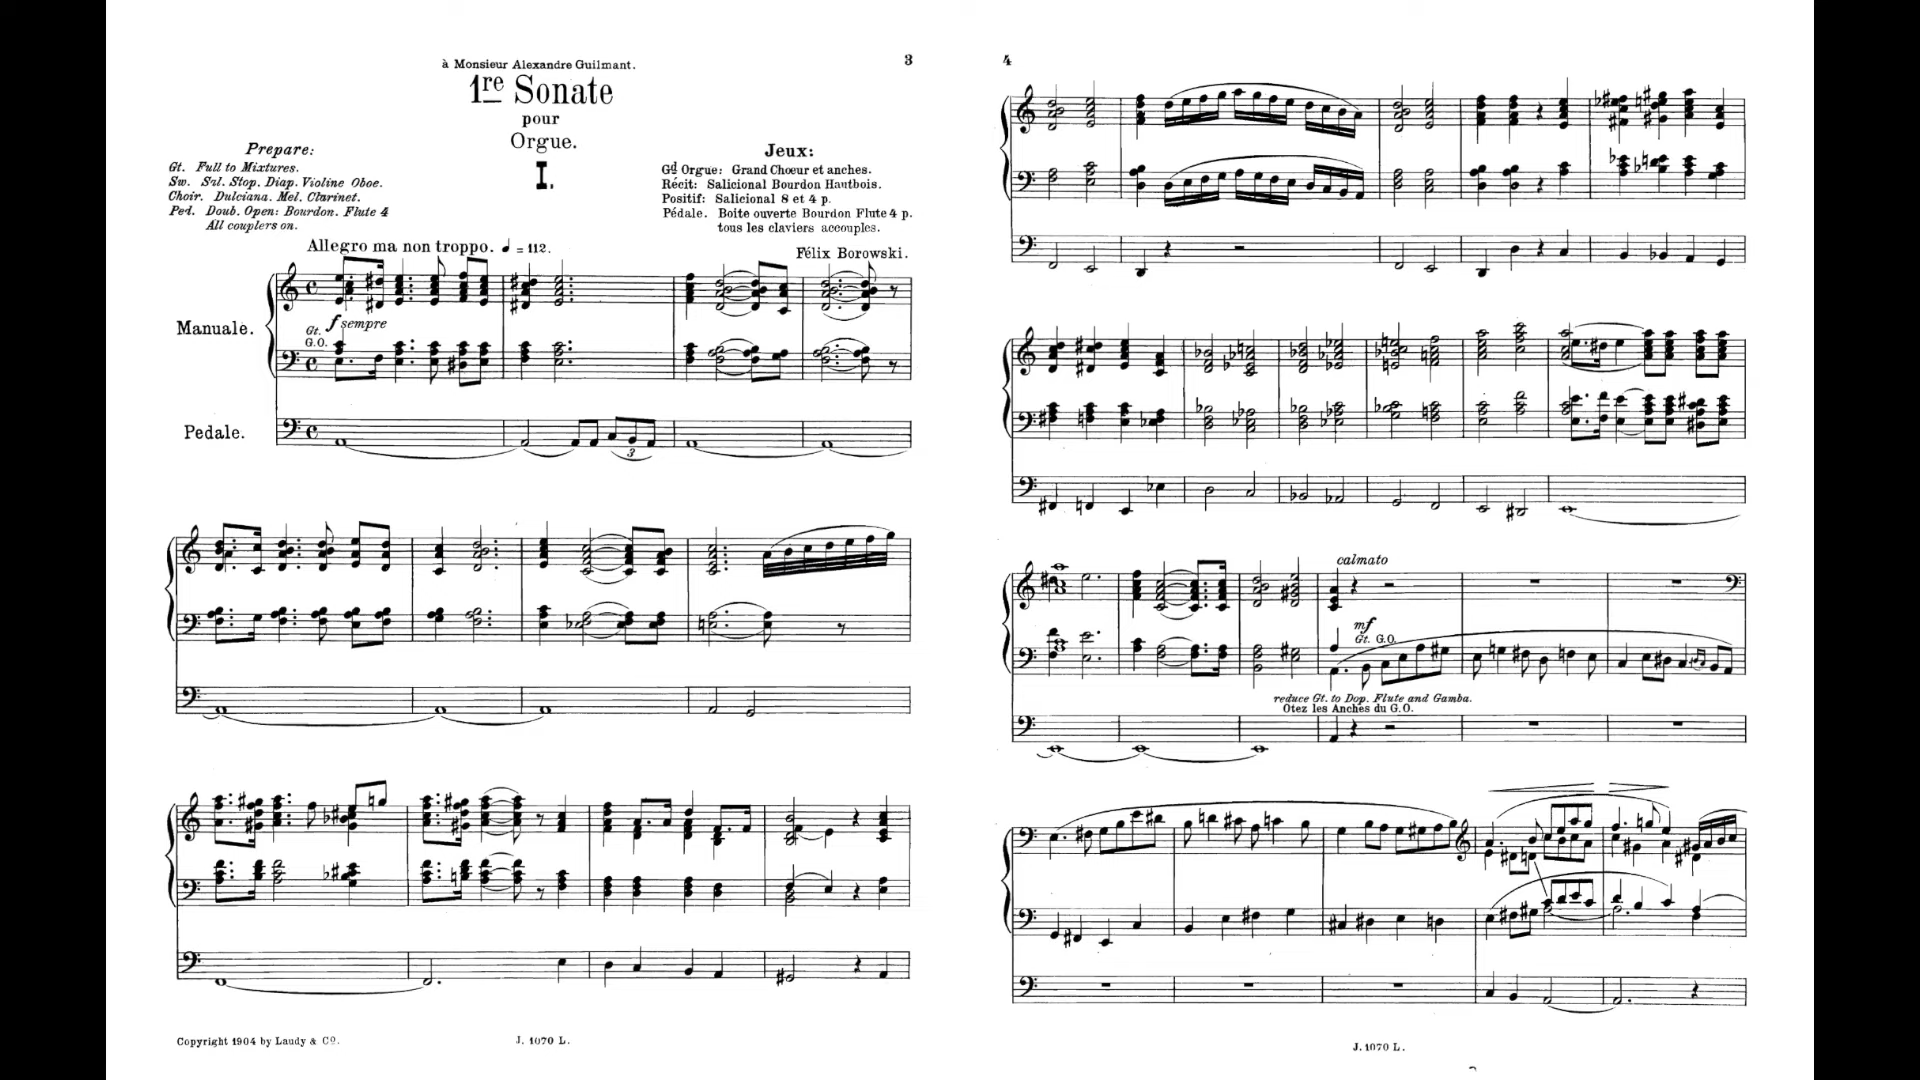 3
à Monsieur Alexandre Guilmant.
1re Sonate
pour
Orgue.
I.
Prepare:
Gt. Full to Mixtures.
Sw. Sal. Stop. Diap. Violine Oboe.
Choir. Dulciana. Mel. Clarinet.
Ped. Doub. Open: Bourdon. Flute 4
All couplers on.
Jeux:
Gd Orgue: Grand Chœur et anches.
Récit: Salicional Bourdon Hautbois.
Positif: Salicional 8 et 4 p.
Pédale. Boite ouverte Bourdon Flute 4 p.
tous les claviers accouples.
Allegro ma non troppo. ♩ = 112.
Félix Borowski.
Manuale.
Gt.
G.O.
f sempre
Pedale.
3
Copyright 1904 by Laudy & Co.
J. 1070 L.
4
calmato
mf
Gt. G.O.
reduce Gt. to Dop. Flute and Gamba.
Otez les Anches du G.O.
J. 1070 L.